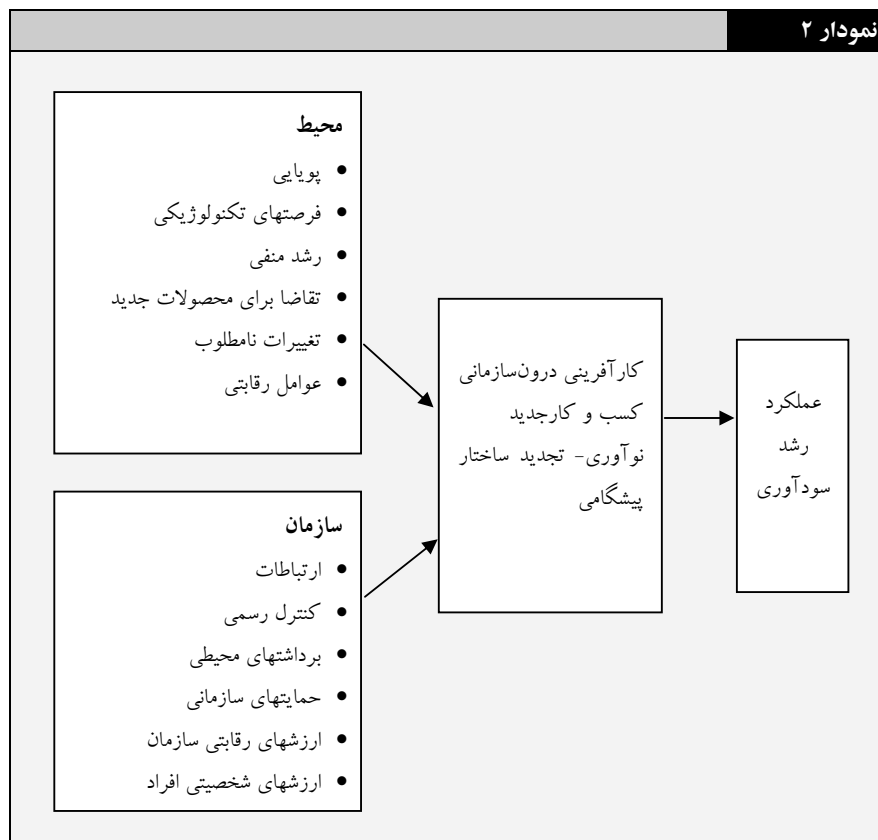 نمودار ۲
محیط
• پویایی
• فرصتهای تکنولوژیکی
• رشد منفی
• تقاضا برای محصولات جدید
• تغییرات نامطلوب
• عوامل رقابتی
سازمان
• ارتباطات
• کنترل رسمی
• برداشتهای محیطی
• حمایتهای سازمانی
• ارزشهای رقابتی سازمان
• ارزشهای شخصیتی افراد
کارآفرینی درون‌سازمانی
کسب و کارجدید
نوآوری- تجدید ساختار
پیشگامی
عملکرد
رشد
سودآوری